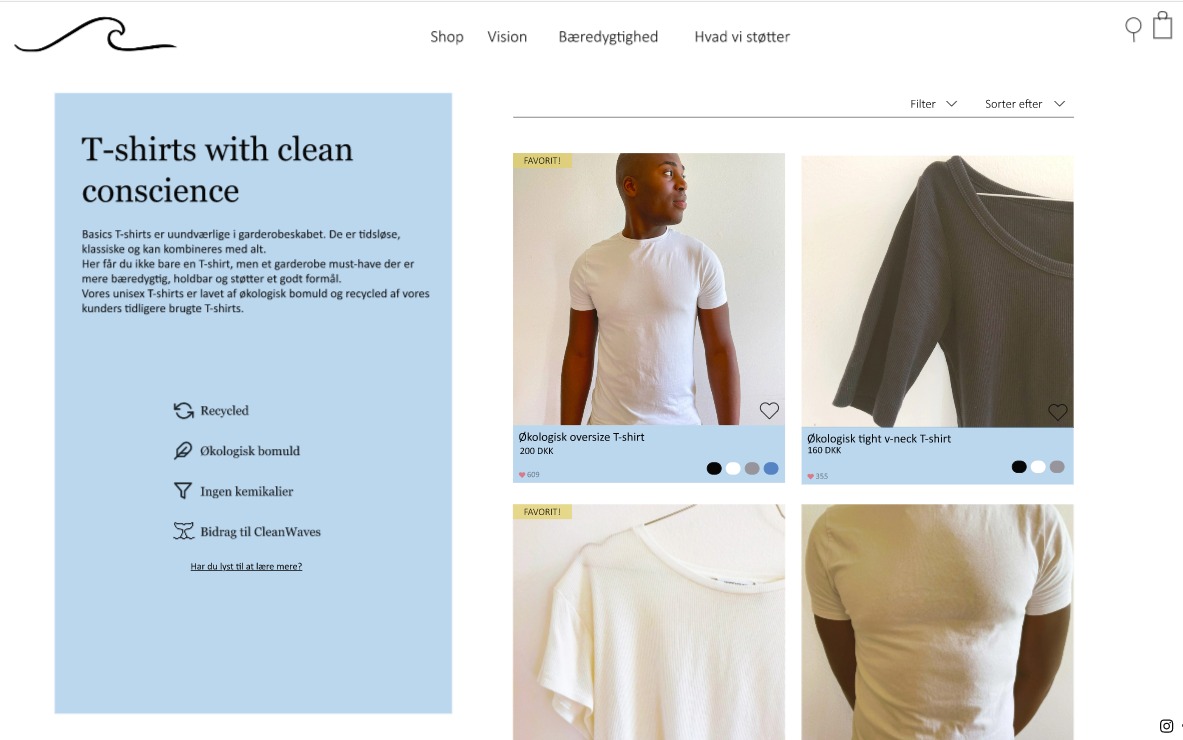 Shop Vision Bæredygtighed Hvad vi støtter
T-shirts with clean
conscience
Basics T-shirts er uundværlige i garderobeskabet. De er tidsløse,
klassiske og kan kombineres med alt.
Her får du ikke bare en T-shirt, men et garderobe must-have der er
mere bæredygtig, holdbar og støtter et godt formål.
Vores unisex T-shirts er lavet af økologisk bomuld og recycled af vores
kunders tidligere brugte T-shirts.
Recycled
Økologisk bomuld
Ingen kemikalier
Bidrag til CleanWaves
Har du lyst til at lære mere?
Filter Sorter efter
FAVORIT!
Økologisk oversize T-shirt
200 DKK
609
Økologisk tight v-neck T-shirt
160 DKK
355
FAVORIT!